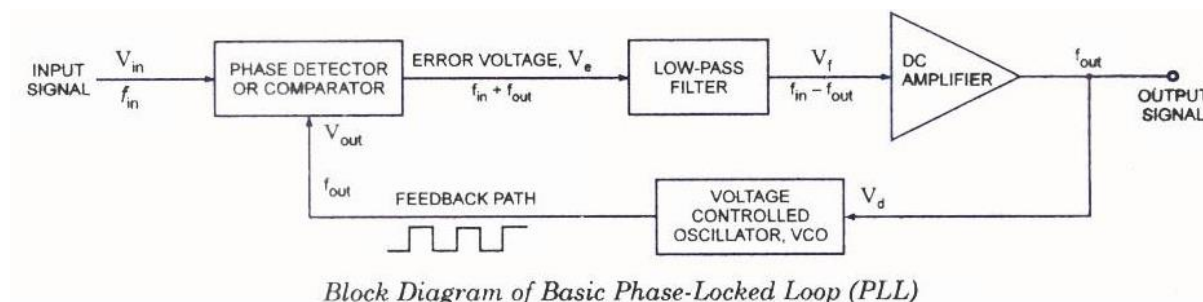 INPUT
SIGNAL
V_in
f_in
PHASE DETECTOR
OR COMPARATOR
ERROR VOLTAGE, V_e
f_in + f_out
LOW-PASS
FILTER
V_f
f_in – f_out
DC
AMPLIFIER
f_out
OUTPUT
SIGNAL
V_out
f_out
FEEDBACK PATH
VOLTAGE
CONTROLLED
OSCILLATOR, VCO
V_d
Block Diagram of Basic Phase-Locked Loop (PLL)